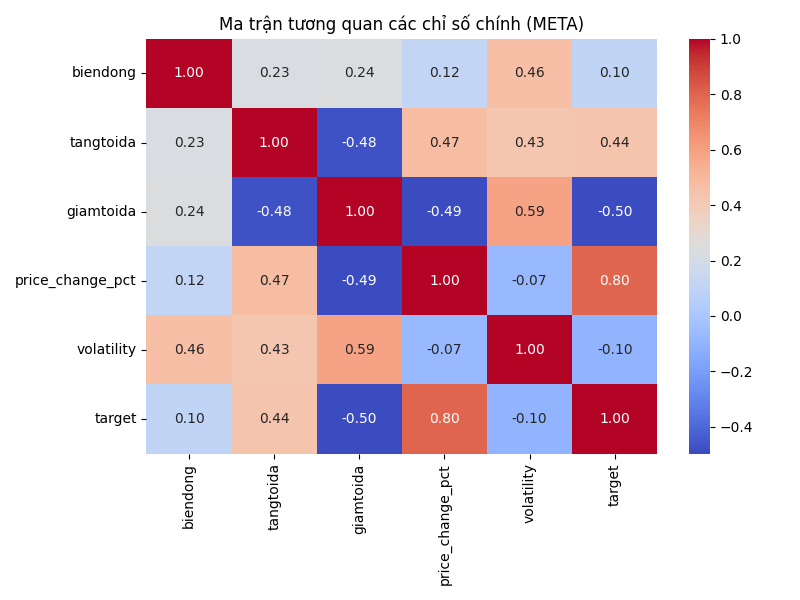 Ma trận tương quan các chỉ số chính (META)
biendong 1.00 0.23 0.24 0.12 0.46 0.10
tangtoida 0.23 1.00 -0.48 0.47 0.43 0.44
giamtoida 0.24 -0.48 1.00 -0.49 0.59 -0.50
price_change_pct 0.12 0.47 -0.49 1.00 -0.07 0.80
volatility 0.46 0.43 0.59 -0.07 1.00 -0.10
target 0.10 0.44 -0.50 0.80 -0.10 1.00
biendong tangtoida giamtoida price_change_pct volatility target
1.0
0.8
0.6
0.4
0.2
0.0
−0.2
−0.4